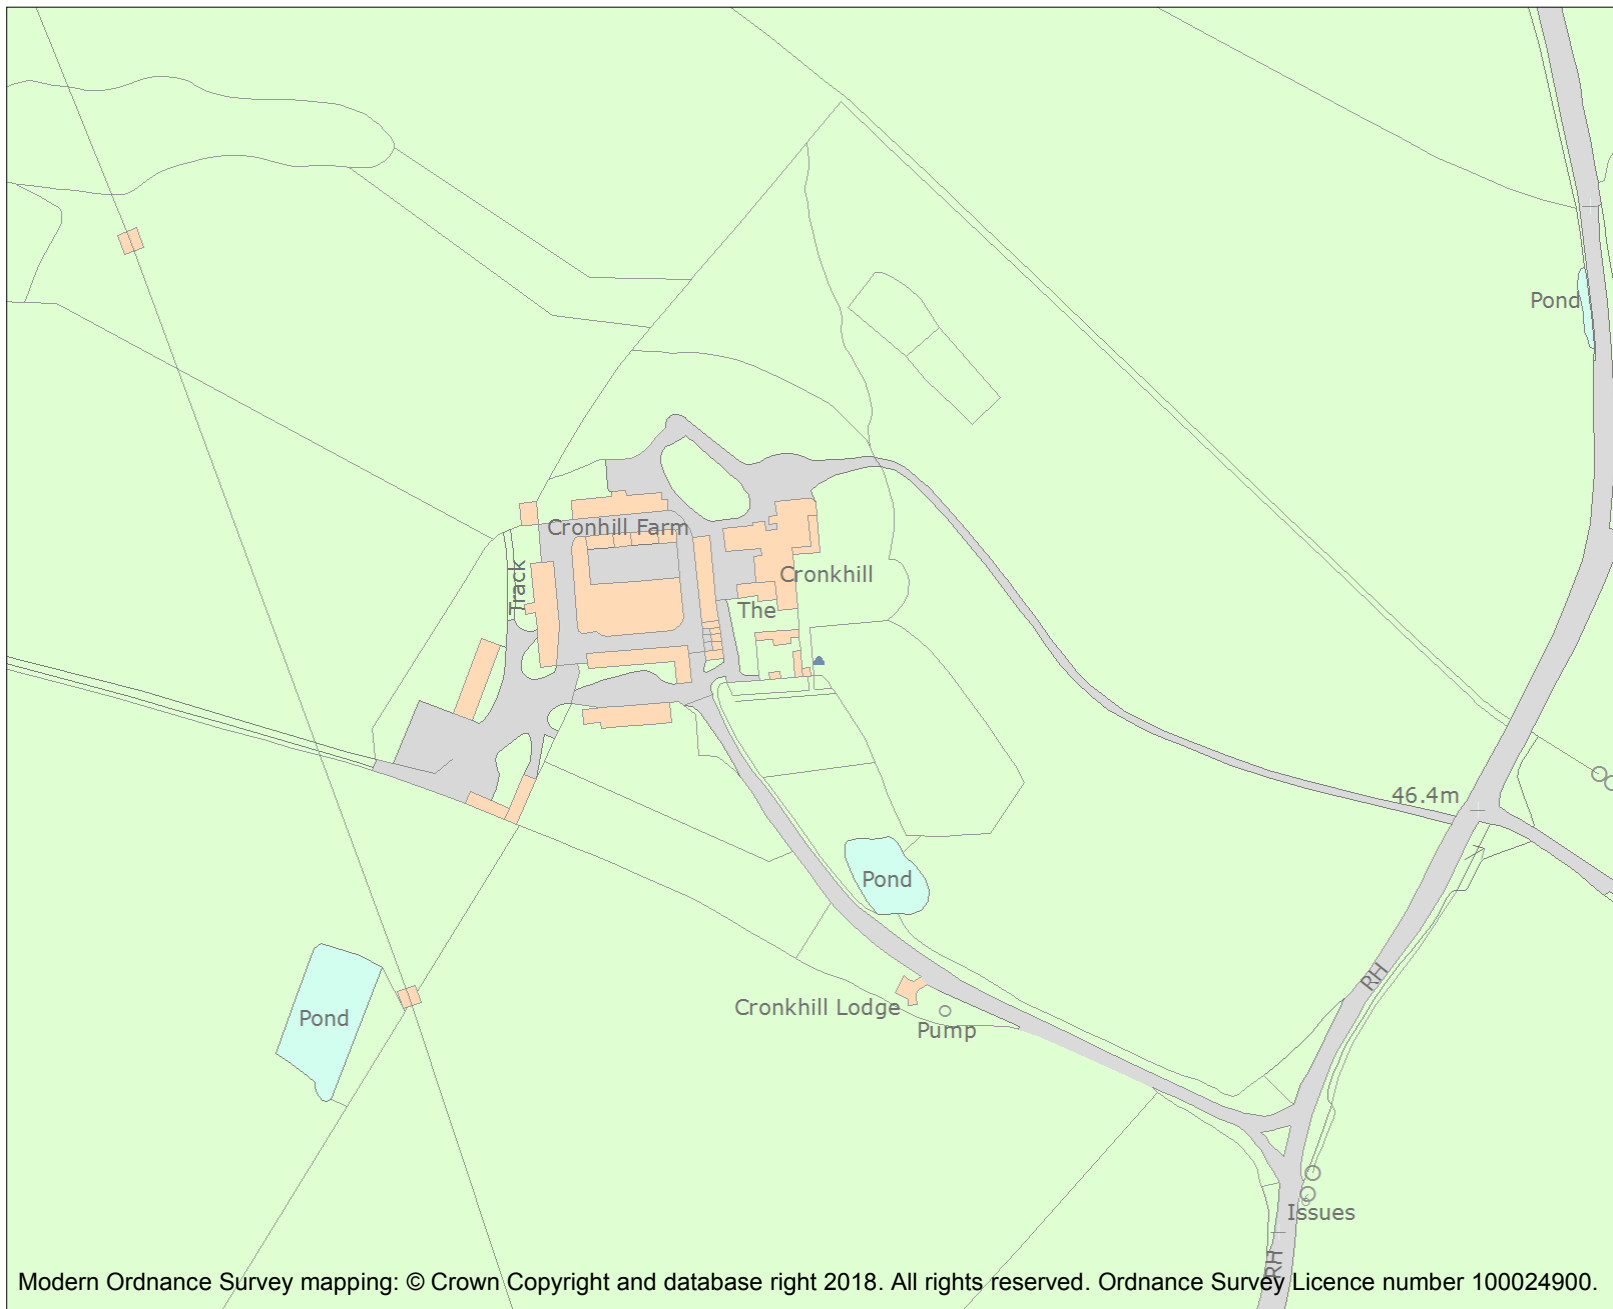 Pond
Cronhill Farm
Cronkhill
Track
The
46.4m
Pond
RH
Cronkhill Lodge
Pond
Pump
Issues
RH
Modern Ordnance Survey mapping: © Crown Copyright and database right 2018. All rights reserved. Ordnance Survey Licence number 100024900.